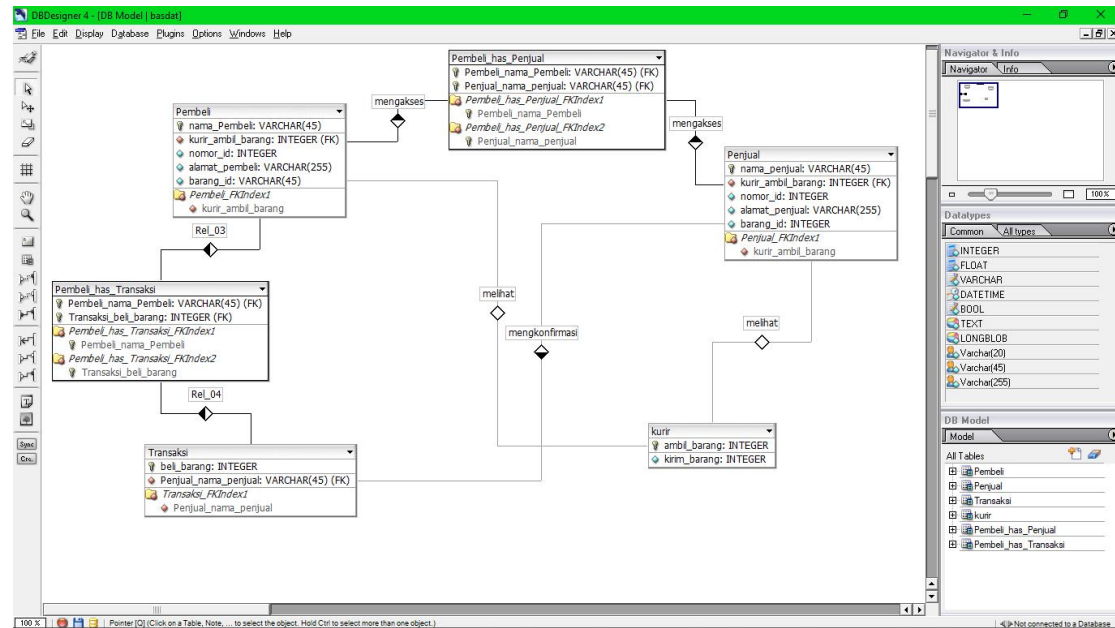 DBDesigner 4 - [DB Model | basdat]
File Edit Display Database Plugins Options Windows Help
Pembeli_has_Penjual
Pembeli_nama_Pembeli: VARCHAR(45) (FK)
Penjual_nama_penjual: VARCHAR(45) (FK)
Pembeli_has_Penjual_FKIndex1
Pembeli_nama_Pembeli
Pembeli_has_Penjual_FKIndex2
Penjual_nama_penjual
mengakses
mengakses
Pembeli
nama_Pembeli: VARCHAR(45)
kurir_ambil_barang: INTEGER (FK)
nomor_id: INTEGER
alamat_pembeli: VARCHAR(255)
barang_id: VARCHAR(45)
Pembeli_FKIndex1
kurir_ambil_barang
Penjual
nama_penjual: VARCHAR(45)
kurir_ambil_barang: INTEGER (FK)
nomor_id: INTEGER
alamat_penjual: VARCHAR(255)
barang_id: INTEGER
Penjual_FKIndex1
kurir_ambil_barang
Rel_03
Pembeli_has_Transaksi
Pembeli_nama_Pembeli: VARCHAR(45) (FK)
Transaksi_beli_barang: INTEGER (FK)
Pembeli_has_Transaksi_FKIndex1
Pembeli_nama_Pembeli
Pembeli_has_Transaksi_FKIndex2
Transaksi_beli_barang
melihat
mengkonfirmasi
melihat
Rel_04
Transaksi
beli_barang: INTEGER
Penjual_nama_penjual: VARCHAR(45) (FK)
Transaksi_FKIndex1
Penjual_nama_penjual
kurir
ambil_barang: INTEGER
kirim_barang: INTEGER
Navigator & Info
Navigator Info
100 %
Datatypes
Common All types
INTEGER
FLOAT
VARCHAR
DATETIME
BOOL
TEXT
LONGBLOB
Varchar(20)
Varchar(45)
Varchar(255)
DB Model
Model
All Tables
Pembeli
Penjual
Transaksi
kurir
Pembeli_has_Penjual
Pembeli_has_Transaksi
Sync
100 % Pointer [Q] (Click on a Table, Note, ... to select the object. Hold Ctrl to select more than one object.) Not connected to a Database